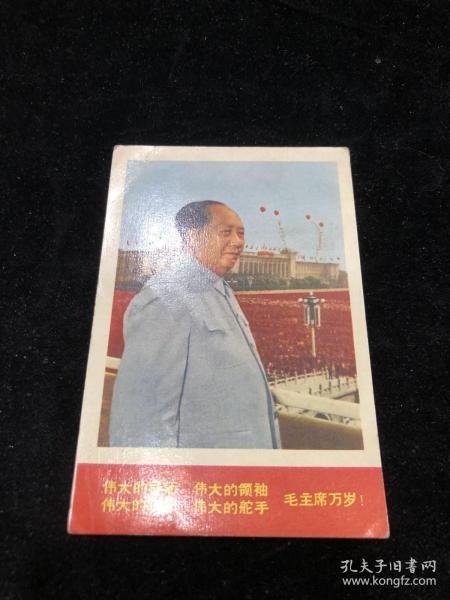 伟大的 伟大的领袖
伟大的 伟大的舵手
毛主席万岁!
孔夫子旧书网
www.kongfz.com